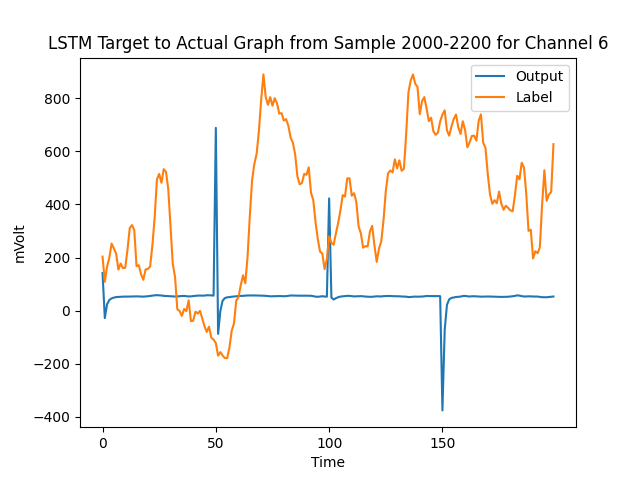 LSTM Target to Actual Graph from Sample 2000-2200 for Channel 6
Output
Label
800
600
400
200
0
−200
−400
mVolt
0 50 100 150
Time